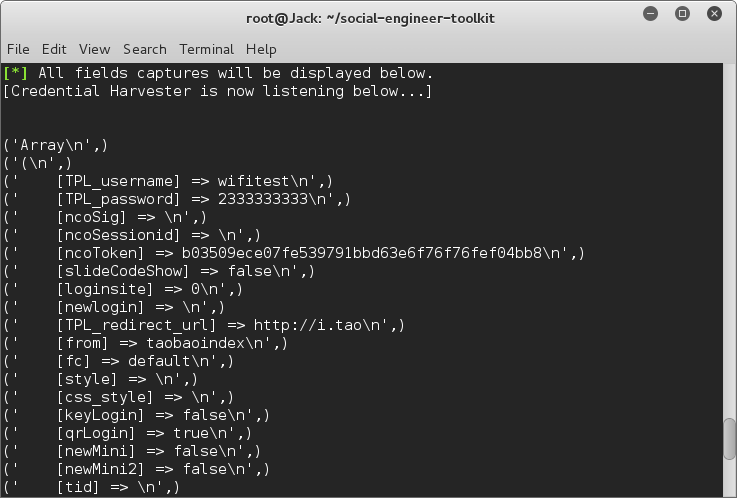 root@Jack: ~/social-engineer-toolkit
File Edit View Search Terminal Help
[*] All fields captures will be displayed below.
[Credential Harvester is now listening below...]
('Array\n',)
('(\n',)
('    [TPL_username] => wifitest\n',)
('    [TPL_password] => 2333333333\n',)
('    [ncoSig] => \n',)
('    [ncoSessionid] => \n',)
('    [ncoToken] => b03509ece07fe539791bbd63e6f76f76fef04bb8\n',)
('    [slideCodeShow] => false\n',)
('    [loginsite] => 0\n',)
('    [newlogin] => \n',)
('    [TPL_redirect_url] => http://i.tao\n',)
('    [from] => taobaoindex\n',)
('    [fc] => default\n',)
('    [style] => \n',)
('    [css_style] => \n',)
('    [keyLogin] => false\n',)
('    [qrLogin] => true\n',)
('    [newMini] => false\n',)
('    [newMini2] => false\n',)
('    [tid] => \n',)